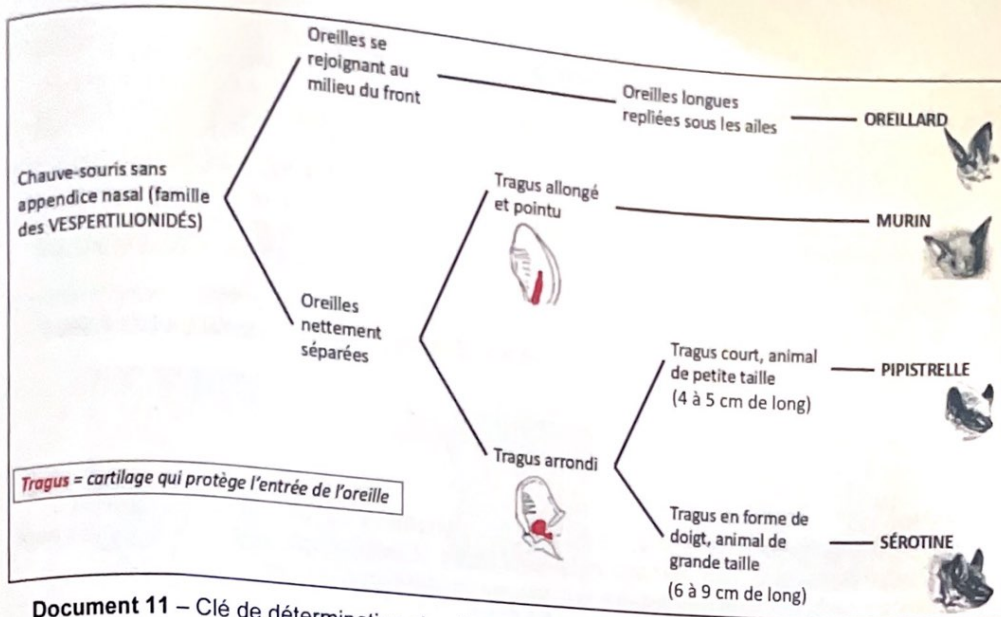 Oreilles se
rejoignant au
milieu du front
Oreilles longues
repliées sous les ailes
OREILLARD
Chauve-souris sans
appendice nasal (famille
des VESPERTILIONIDÉS)
Tragus allongé
et pointu
MURIN
Oreilles
nettement
séparées
Tragus court, animal
de petite taille
(4 à 5 cm de long)
PIPISTRELLE
Tragus arrondi
Tragus = cartilage qui protège l'entrée de l'oreille
Tragus en forme de
doigt, animal de
grande taille
(6 à 9 cm de long)
SÉROTINE
Document 11 – Clé de